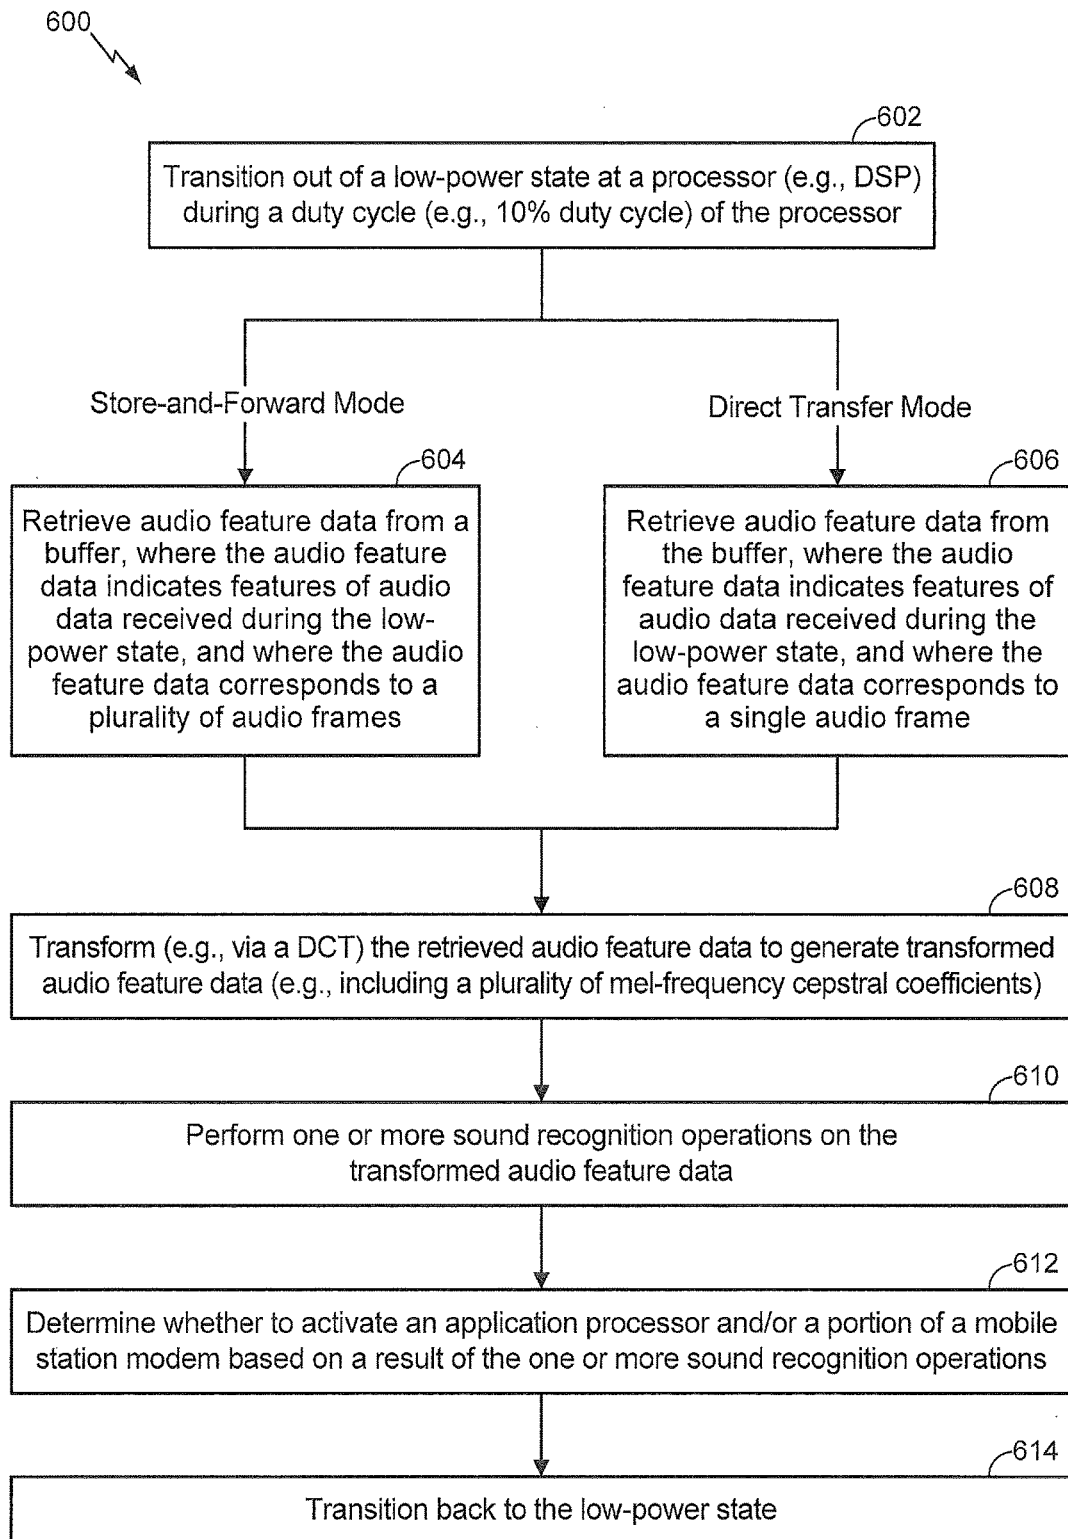 600
602
Transition out of a low-power state at a processor (e.g., DSP)
during a duty cycle (e.g., 10% duty cycle) of the processor
Store-and-Forward Mode
Direct Transfer Mode
604
Retrieve audio feature data from a
buffer, where the audio feature
data indicates features of audio
data received during the low-
power state, and where the audio
feature data corresponds to a
plurality of audio frames
606
Retrieve audio feature data from
the buffer, where the audio
feature data indicates features of
audio data received during the
low-power state, and where the
audio feature data corresponds to
a single audio frame
608
Transform (e.g., via a DCT) the retrieved audio feature data to generate transformed
audio feature data (e.g., including a plurality of mel-frequency cepstral coefficients)
610
Perform one or more sound recognition operations on the
transformed audio feature data
612
Determine whether to activate an application processor and/or a portion of a mobile
station modem based on a result of the one or more sound recognition operations
614
Transition back to the low-power state